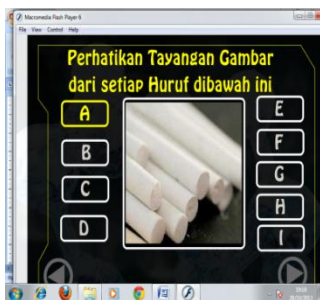 Macromedia Flash Player 6
File View Control Help
Perhatikan Tayangan Gambar
dari setiap Huruf dibawah ini
A
B
C
D
E
F
G
H
I